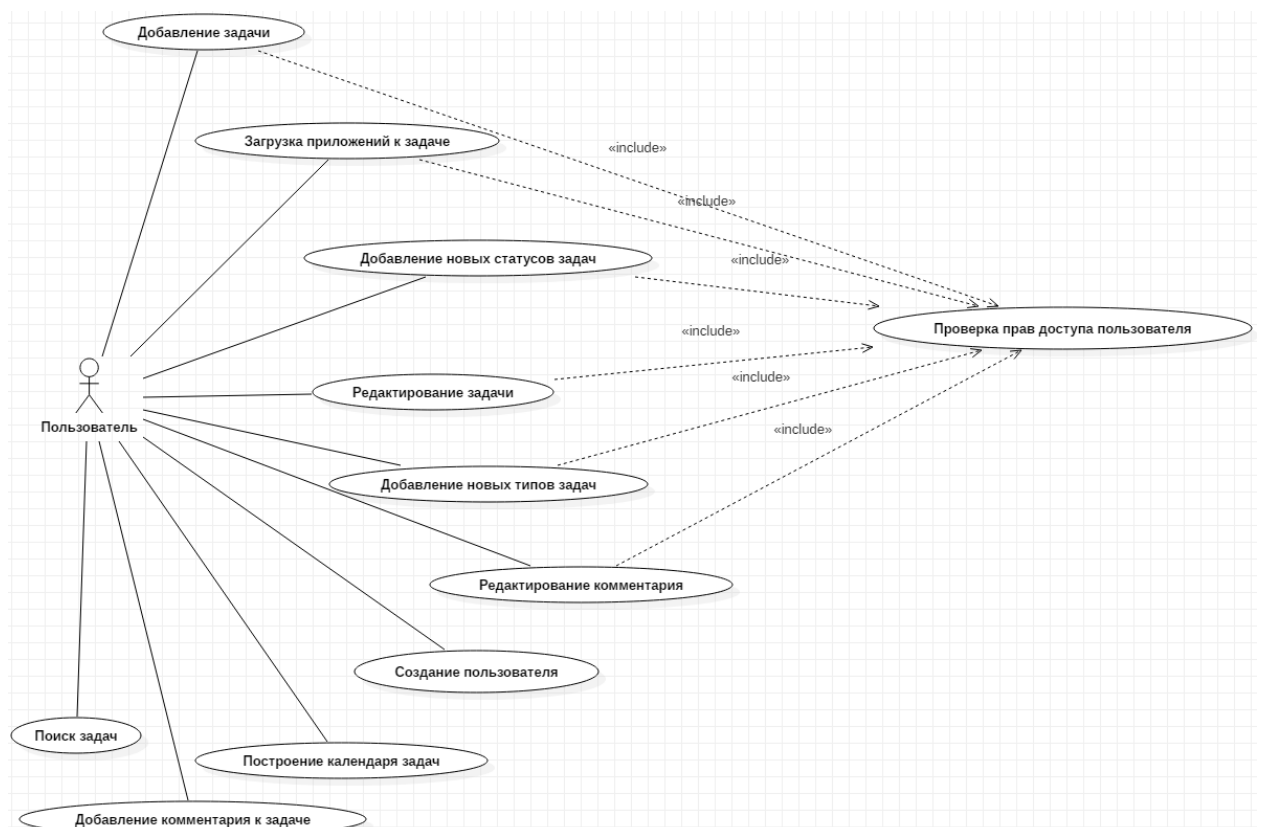 Добавление задачи
Загрузка приложений к задаче
«include»
«include»
Добавление новых статусов задач
«include»
Проверка прав доступа пользователя
«include»
«include»
Редактирование задачи
Пользователь
«include»
Добавление новых типов задач
Редактирование комментария
Создание пользователя
Поиск задач
Построение календаря задач
Добавление комментария к задаче